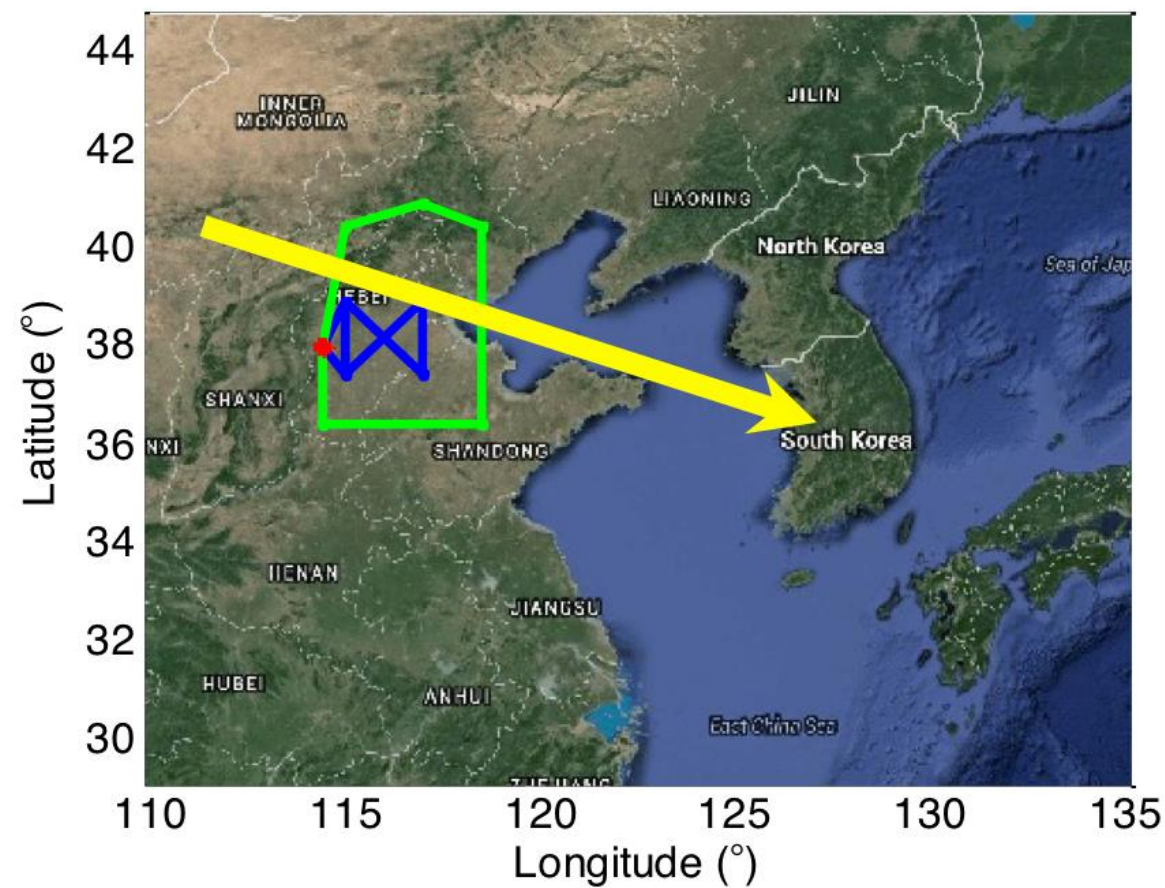 44
42
40
38
36
34
32
30
Latitude (°)
JILIN
INNER
MONGOLIA
LIAONING
North Korea
Sea of Jap
HEBEI
SHANXI
NXI
SHANDONG
South Korea
HENAN
JIANGSU
HUBEI
ANHUI
East China Sea
ZHEJIANG
110
115
120
125
130
135
Longitude (°)